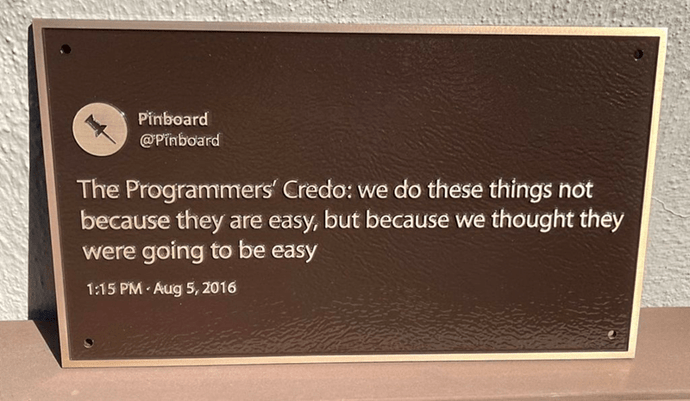 Pinboard
@Pinboard
The Programmers' Credo: we do these things not
because they are easy, but because we thought they
were going to be easy
1:15 PM · Aug 5, 2016